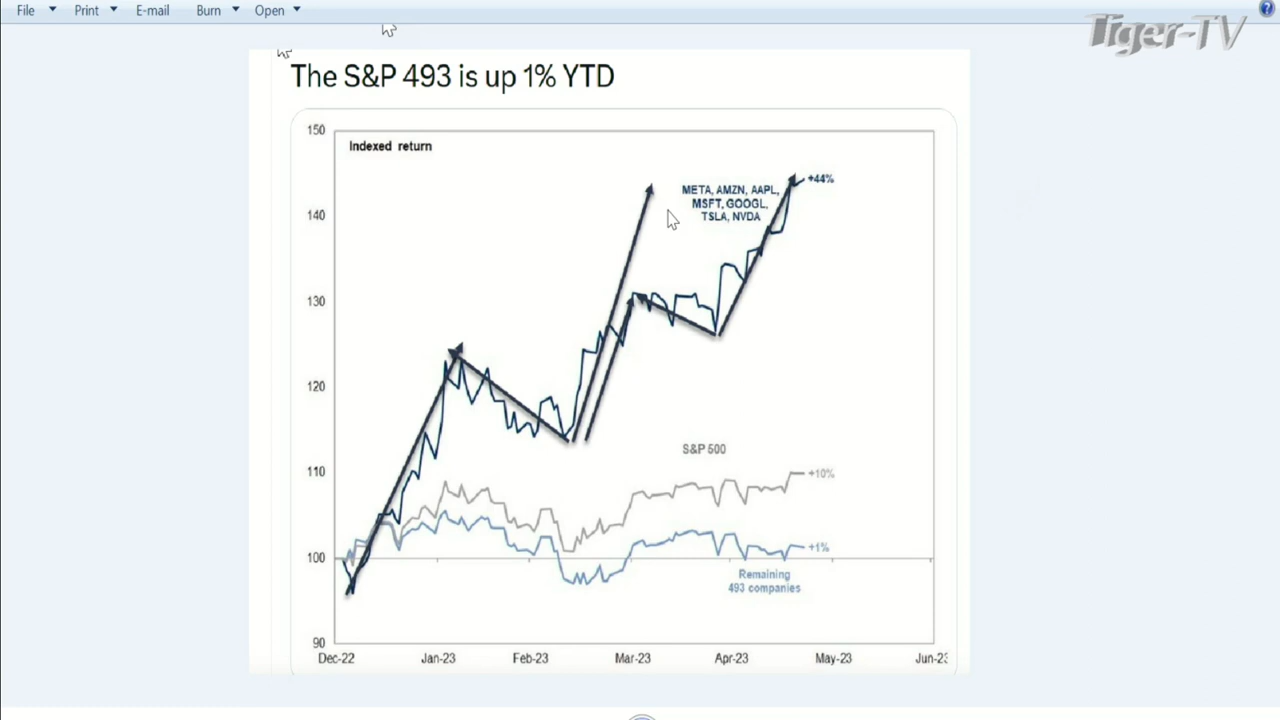 File Print E-mail Burn Open
Tiger-TV
The S&P 493 is up 1% YTD
150
Indexed return
+44%
META, AMZN, AAPL,
MSFT, GOOGL,
TSLA, NVDA
140
130
120
S&P 500
110
+10%
+1%
100
Remaining
493 companies
90
Dec-22 Jan-23 Feb-23 Mar-23 Apr-23 May-23 Jun-23